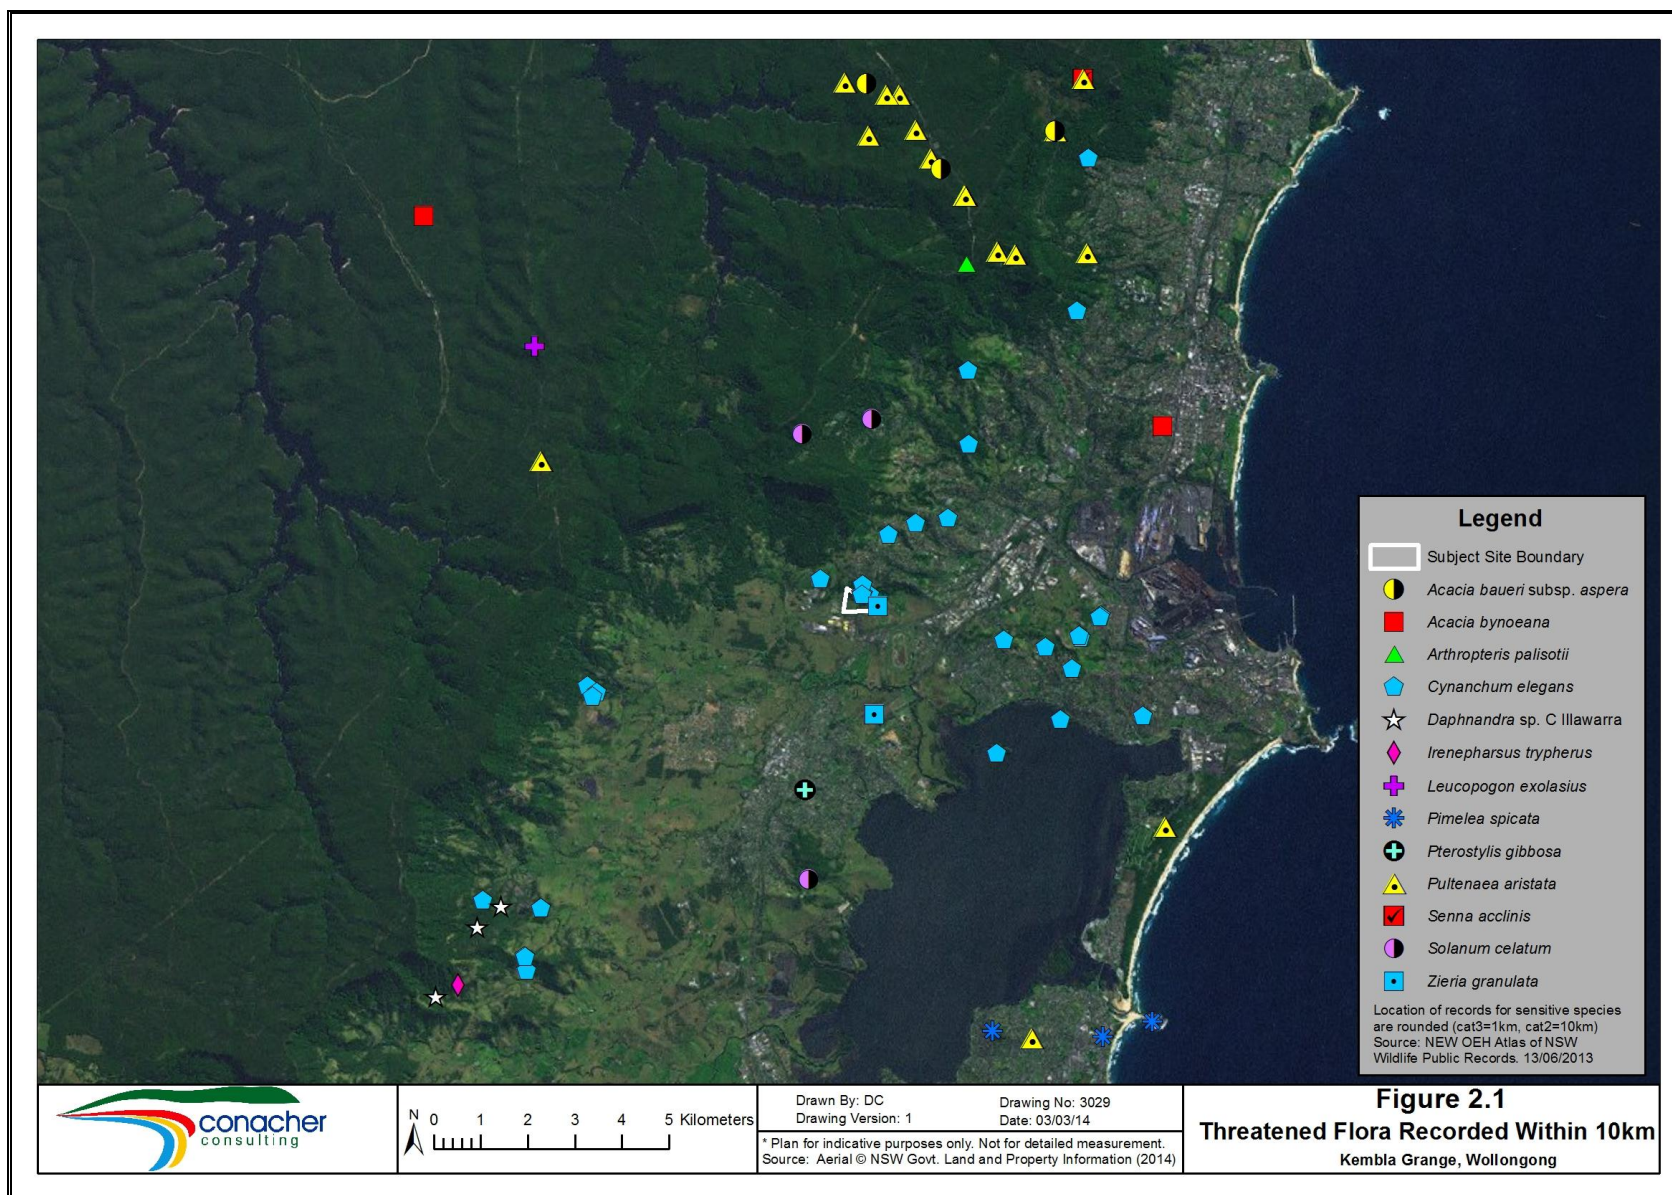 Legend
Subject Site Boundary
Acacia baueri subsp. aspera
Acacia bynoeana
Arthropteris palisotii
Cynanchum elegans
Daphnandra sp. C Illawarra
Irenepharsus trypherus
Leucopogon exolasius
Pimelea spicata
Pterostylis gibbosa
Pultenaea aristata
Senna acclinis
Solanum celatum
Zieria granulata
Location of records for sensitive species
are rounded (cat3=1km, cat2=10km)
Source: NEW OEH Atlas of NSW
Wildlife Public Records. 13/06/2013
conacher
consulting
N
0 1 2 3 4 5 Kilometers
Drawn By: DC
Drawing Version: 1
Drawing No: 3029
Date: 03/03/14
* Plan for indicative purposes only. Not for detailed measurement.
Source: Aerial © NSW Govt. Land and Property Information (2014)
Figure 2.1
Threatened Flora Recorded Within 10km
Kembla Grange, Wollongong